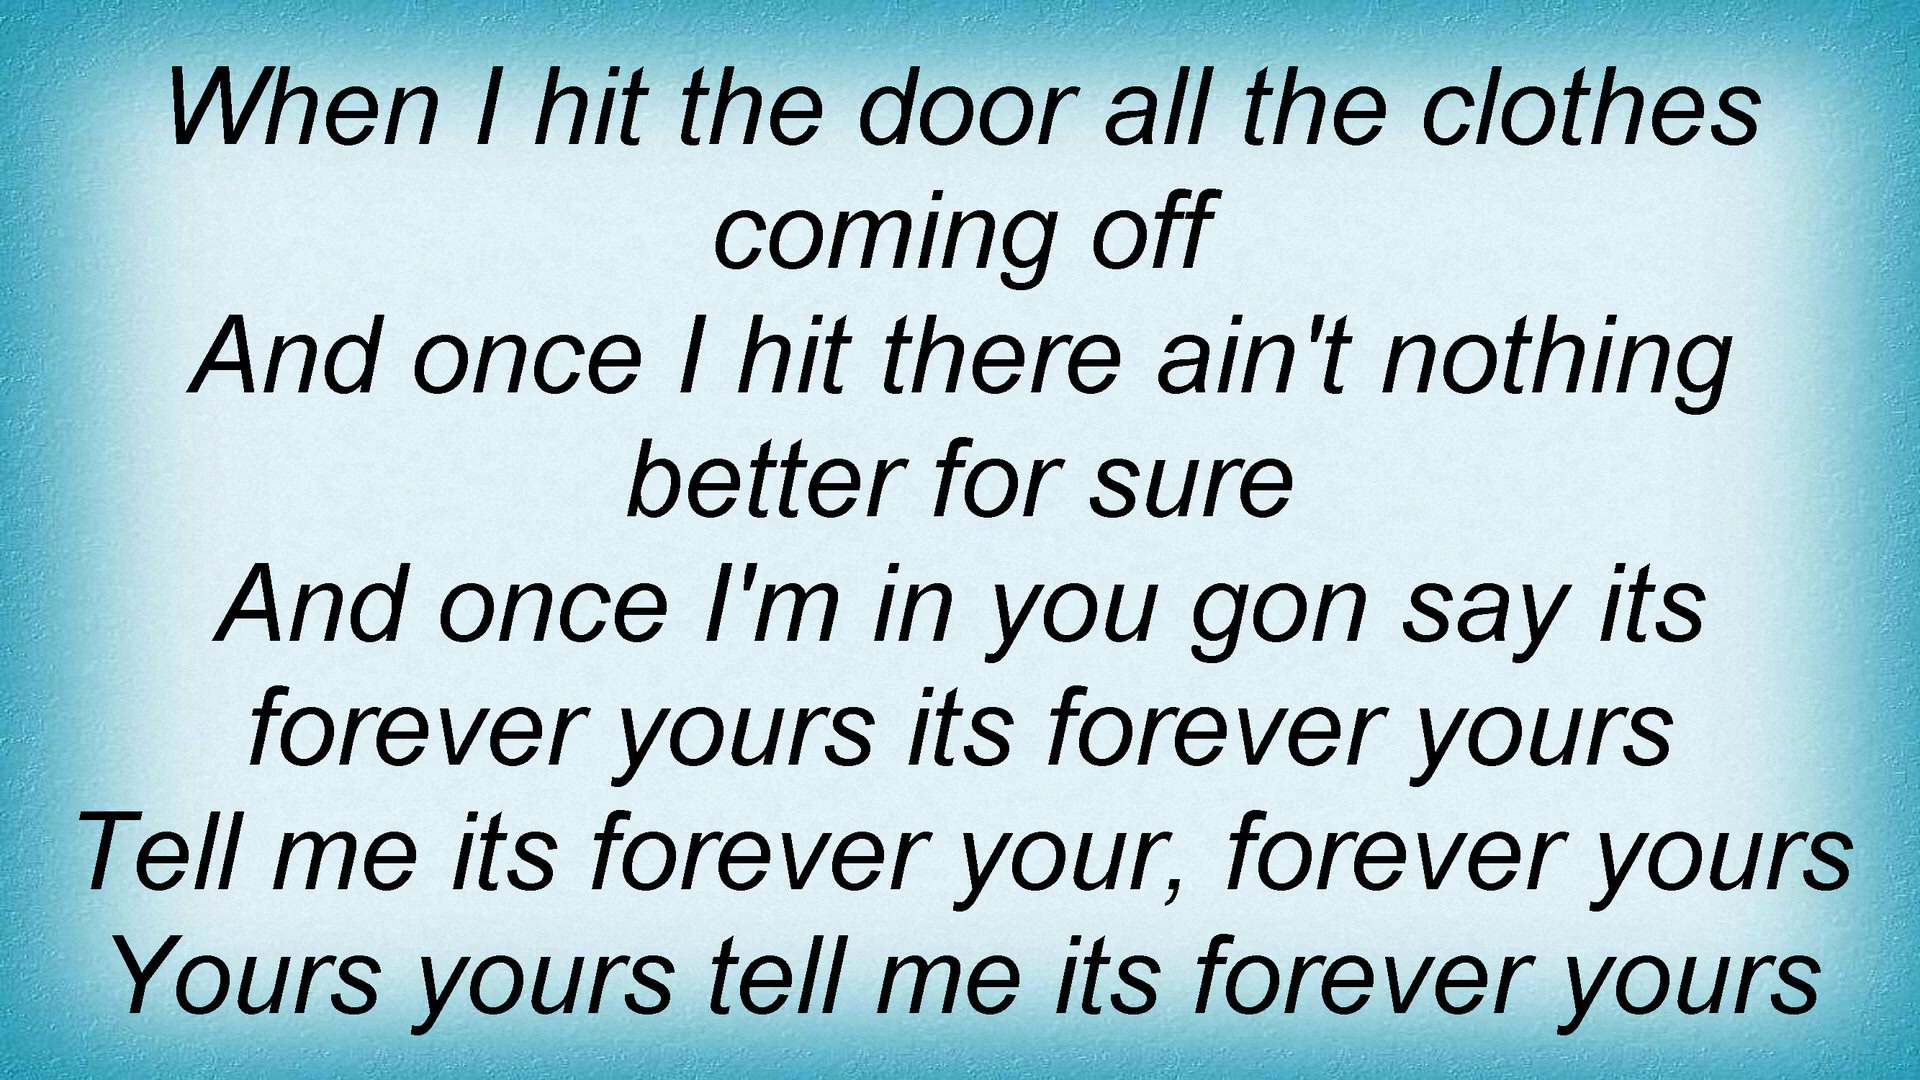 When I hit the door all the clothes
coming off
And once I hit there ain't nothing
better for sure
And once I'm in you gon say its
forever yours its forever yours
Tell me its forever your, forever yours
Yours yours tell me its forever yours